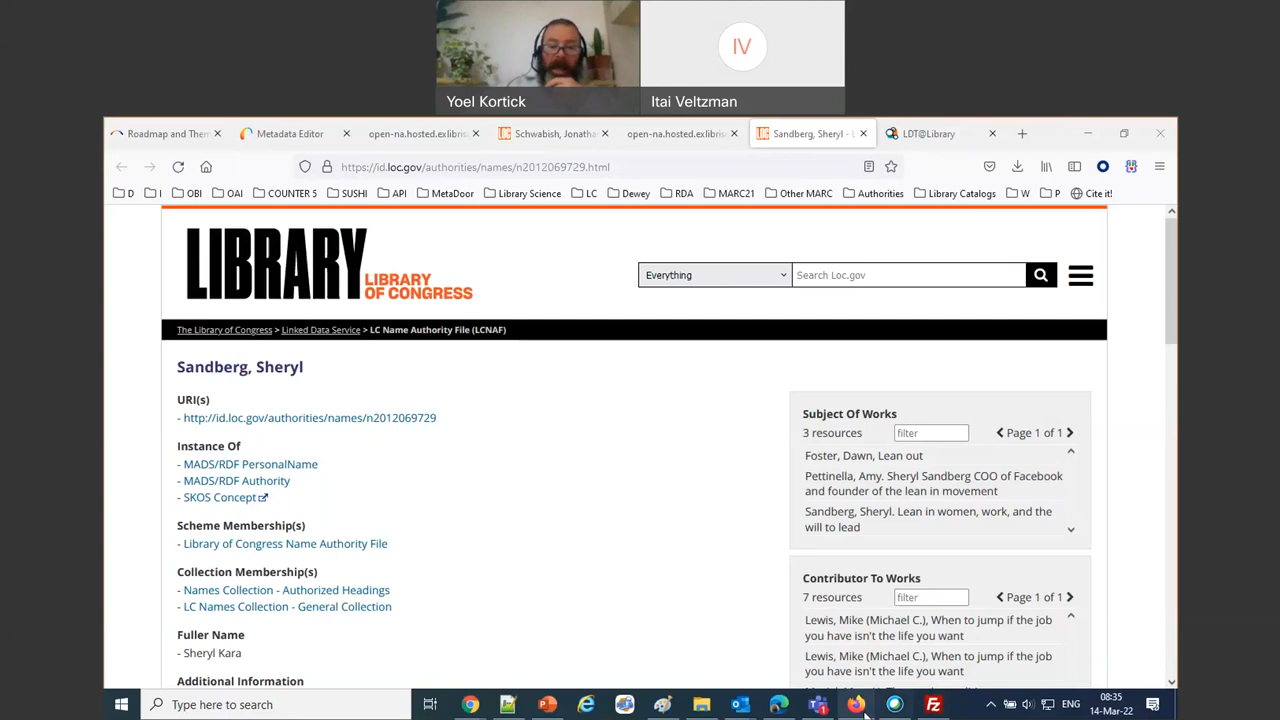 IV
Yoel Kortick
Itai Veltzman
Roadmap and Them
Metadata Editor
open-na.hosted.exlibris
Schwabish, Jonatha
open-na.hosted.exlibris
Sandberg, Sheryl - L
LDT@Library
https://id.loc.gov/authorities/names/n2012069729.html
D
I
OBI
OAI
COUNTER 5
SUSHI
API
MetaDoor
Library Science
LC
Dewey
RDA
MARC21
Other MARC
Authorities
Library Catalogs
W
P
Cite it!
LIBRARY
LIBRARY
OF CONGRESS
Everything
Search Loc.gov
The Library of Congress > Linked Data Service > LC Name Authority File (LCNAF)
Sandberg, Sheryl
URI(s)
- http://id.loc.gov/authorities/names/n2012069729
Instance Of
- MADS/RDF PersonalName
- MADS/RDF Authority
- SKOS Concept
Scheme Membership(s)
- Library of Congress Name Authority File
Collection Membership(s)
- Names Collection - Authorized Headings
- LC Names Collection - General Collection
Fuller Name
- Sheryl Kara
Additional Information
Subject Of Works
3 resources
filter
Page 1 of 1
Foster, Dawn, Lean out
Pettinella, Amy. Sheryl Sandberg COO of Facebook
and founder of the lean in movement
Sandberg, Sheryl. Lean in women, work, and the
will to lead
Contributor To Works
7 resources
filter
Page 1 of 1
Lewis, Mike (Michael C.), When to jump if the job
you have isn't the life you want
Lewis, Mike (Michael C.), When to jump if the job
you have isn't the life you want
Type here to search
ENG
08:35
14-Mar-22